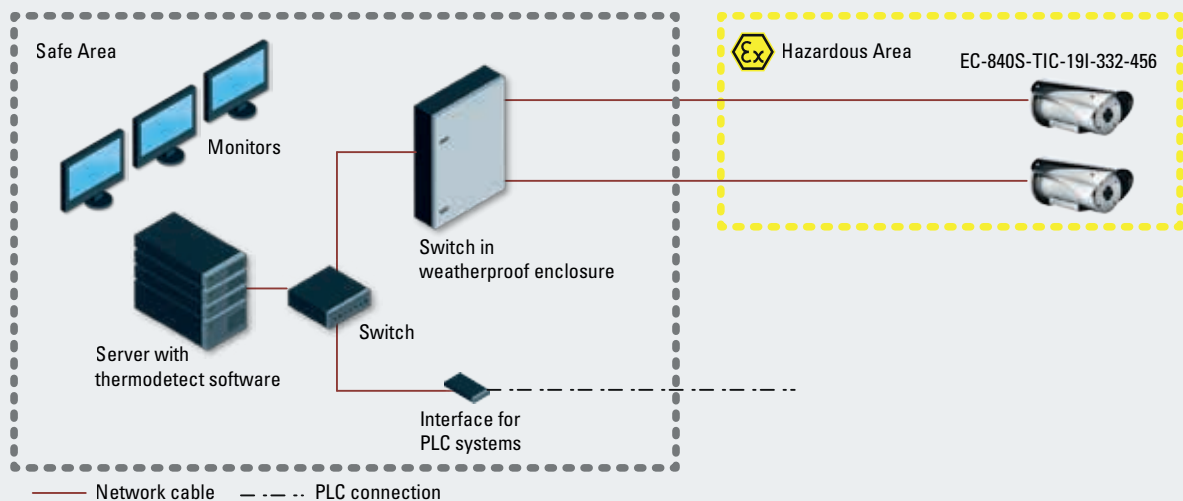 Safe Area
Monitors
Server with
thermodetect software
Switch
Switch in
weatherproof enclosure
Interface for
PLC systems
Ex Hazardous Area
EC-840S-TIC-19I-332-456
Network cable
PLC connection